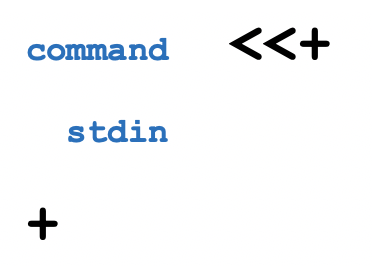 command <<+
stdin
+